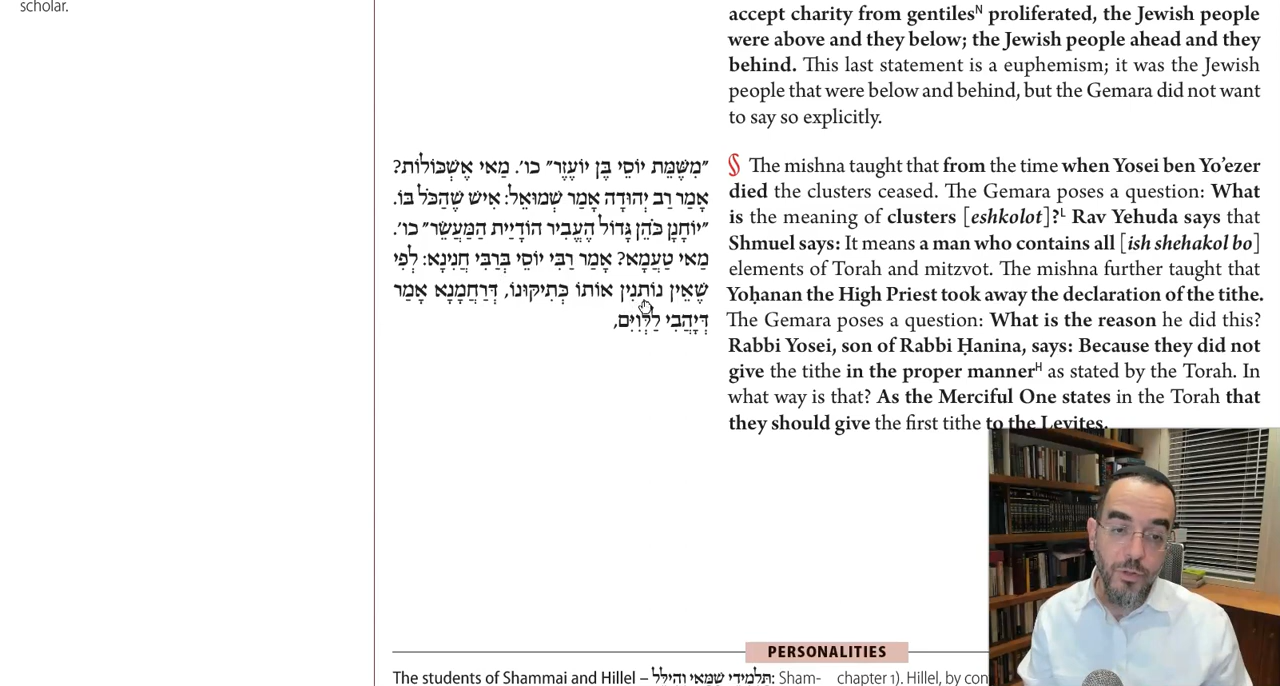 scholar.
accept charity from gentilesᴺ proliferated, the Jewish people
were above and they below; the Jewish people ahead and they
behind. This last statement is a euphemism; it was the Jewish
people that were below and behind, but the Gemara did not want
to say so explicitly.
״מִשֶּׁמֵּת יוֹסֵי בֶּן יוֹעֶזֶר״ כו׳. מַאי אֶשְׁכּוֹלוֹת?
אָמַר רַב יְהוּדָה אָמַר שְׁמוּאֵל: אִישׁ שֶׁהַכֹּל בּוֹ.
״יוֹחָנָן כֹּהֵן גָּדוֹל הֶעֱבִיר הוֹדָיַית הַמַּעֲשֵׂר״ כו׳.
מַאי טַעְמָא? אָמַר רַבִּי יוֹסֵי בְּרַבִּי חֲנִינָא: לְפִי
שֶׁאֵין נוֹתְנִין אוֹתוֹ כְּתִיקּוּנוֹ, דְּרַחֲמָנָא אָמַר
דְּיָהֲבִי לַלְוִיִּם,
§ The mishna taught that from the time when Yosei ben Yo’ezer
died the clusters ceased. The Gemara poses a question: What
is the meaning of clusters [eshkolot]?ᴸ Rav Yehuda says that
Shmuel says: It means a man who contains all [ish shehakol bo]
elements of Torah and mitzvot. The mishna further taught that
Yoḥanan the High Priest took away the declaration of the tithe.
The Gemara poses a question: What is the reason he did this?
Rabbi Yosei, son of Rabbi Ḥanina, says: Because they did not
give the tithe in the proper mannerᴴ as stated by the Torah. In
what way is that? As the Merciful One states in the Torah that
they should give the first tithe to the Levites.
PERSONALITIES
The students of Shammai and Hillel – תַּלְמִידֵי שַׁמַּאי וְהִילֵּל: Sham-
chapter 1). Hillel, by con